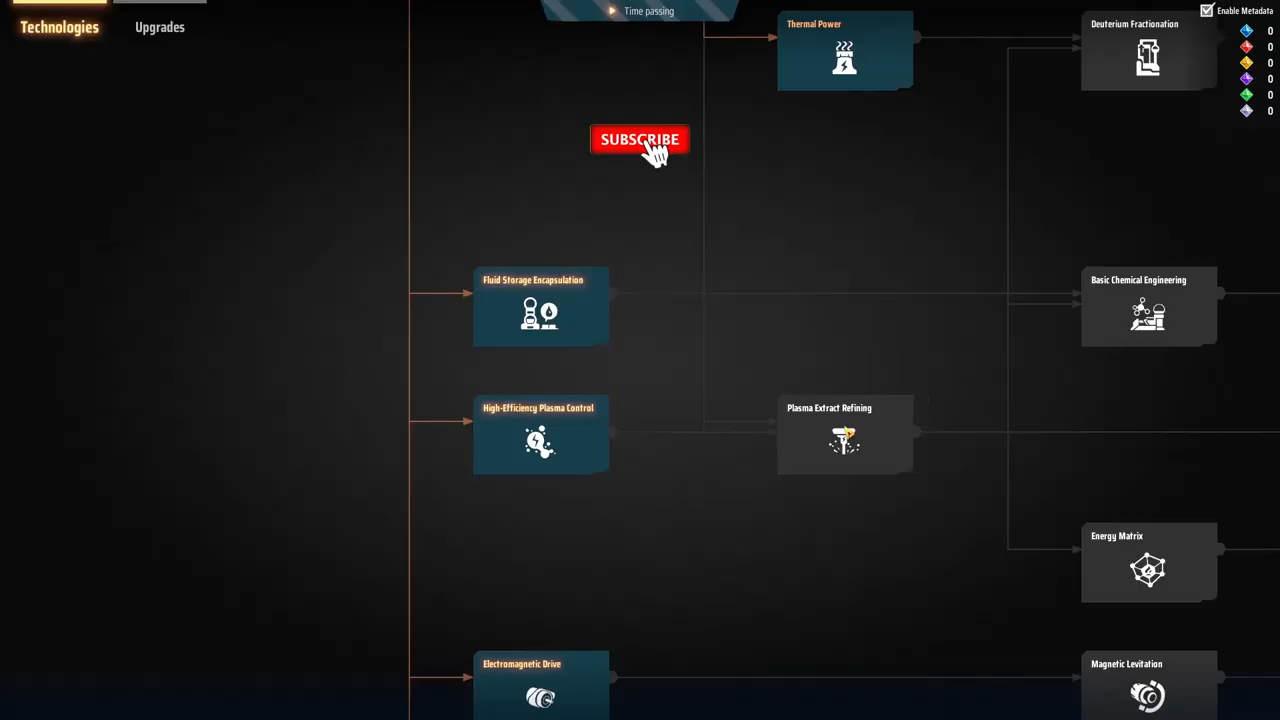 Time passing
Enable Metadata
Technologies
Upgrades
Thermal Power
Deuterium Fractionation
0
0
0
0
0
0
SUBSCRIBE
Fluid Storage Encapsulation
Basic Chemical Engineering
High-Efficiency Plasma Control
Plasma Extract Refining
Energy Matrix
Electromagnetic Drive
Magnetic Levitation